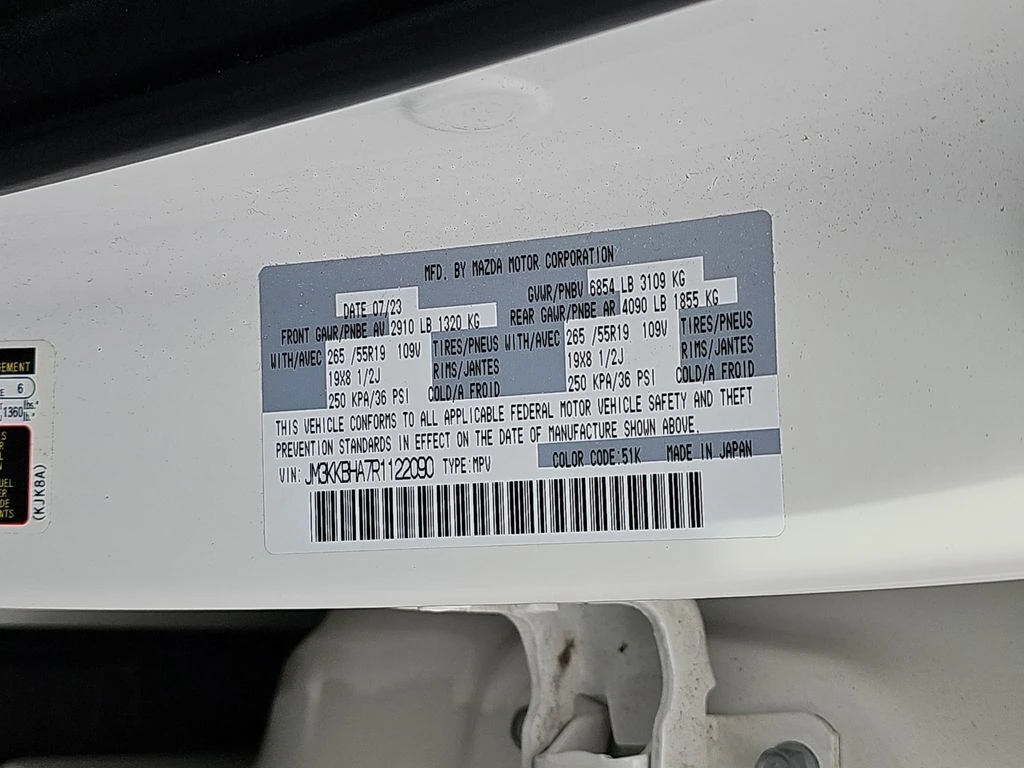 MFD. BY MAZDA MOTOR CORPORATION
DATE 07/23 GVWR/PNBV 6854 LB 3109 KG
FRONT GAWR/PNBE AV 2910 LB 1320 KG REAR GAWR/PNBE AR 4090 LB 1855 KG
WITH/AVEC 265 /55R19 109V TIRES/PNEUS WITH/AVEC 265 /55R19 109V TIRES/PNEUS
19X8 1/2J RIMS/JANTES 19X8 1/2J RIMS/JANTES
250 KPA/36 PSI COLD/A FROID 250 KPA/36 PSI COLD/A FROID
THIS VEHICLE CONFORMS TO ALL APPLICABLE FEDERAL MOTOR VEHICLE SAFETY AND THEFT
PREVENTION STANDARDS IN EFFECT ON THE DATE OF MANUFACTURE SHOWN ABOVE.
COLOR CODE:51K MADE IN JAPAN
VIN: JM3KKBHA7R1122090 TYPE:MPV
6
1360
(KJK8A)